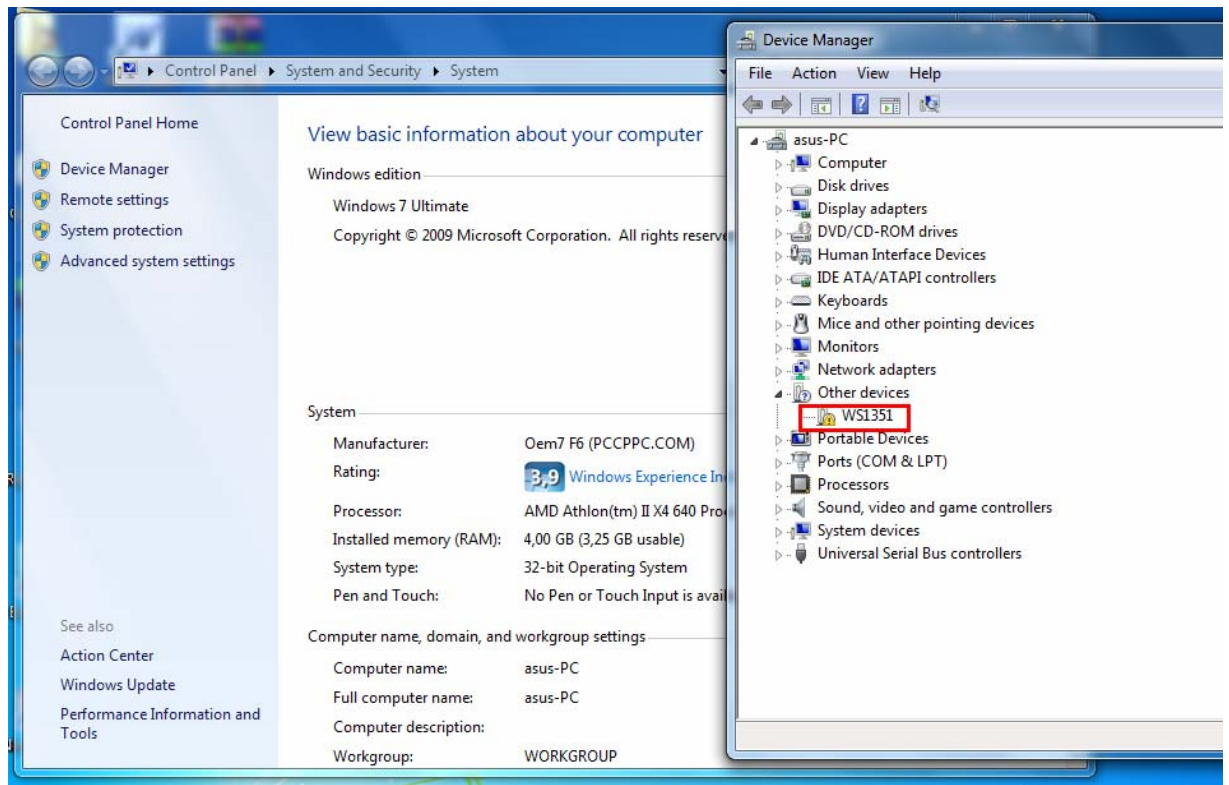 Control Panel ▸ System and Security ▸ System
Control Panel Home
Device Manager
Remote settings
System protection
Advanced system settings
See also
Action Center
Windows Update
Performance Information and
Tools
View basic information about your computer
Windows edition
Windows 7 Ultimate
Copyright © 2009 Microsoft Corporation. All rights reserve
System
Manufacturer: Oem7 F6 (PCCPPC.COM)
Rating: 3,9 Windows Experience In
Processor: AMD Athlon(tm) II X4 640 Pro
Installed memory (RAM): 4,00 GB (3,25 GB usable)
System type: 32-bit Operating System
Pen and Touch: No Pen or Touch Input is avail
Computer name, domain, and workgroup settings
Computer name: asus-PC
Full computer name: asus-PC
Computer description:
Workgroup: WORKGROUP
Device Manager
File Action View Help
asus-PC
Computer
Disk drives
Display adapters
DVD/CD-ROM drives
Human Interface Devices
IDE ATA/ATAPI controllers
Keyboards
Mice and other pointing devices
Monitors
Network adapters
Other devices
WS1351
Portable Devices
Ports (COM & LPT)
Processors
Sound, video and game controllers
System devices
Universal Serial Bus controllers